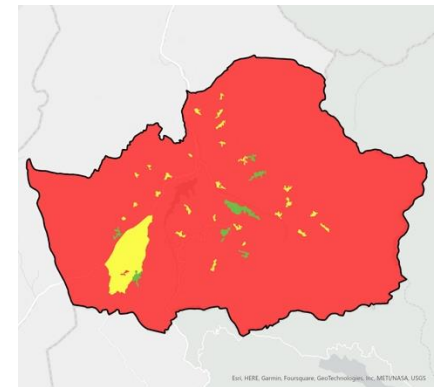 Esri, HERE, Garmin, Foursquare, GeoTechnologies, Inc, METI/NASA, USGS